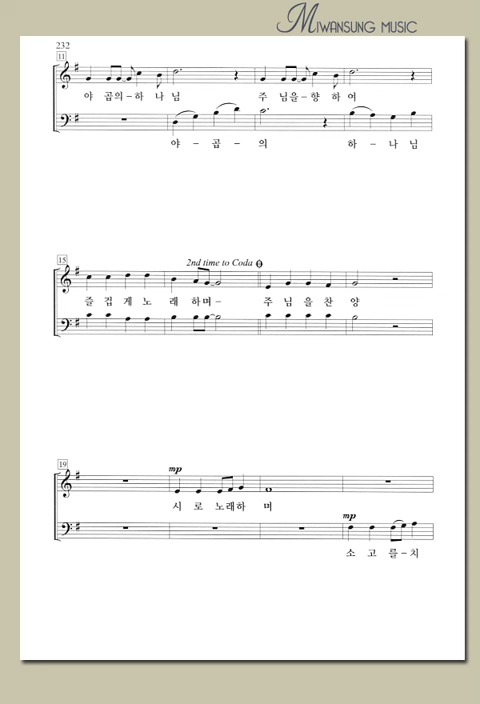 MIWANSUNG MUSIC
232
11
야 곱의-하 나 님 주 님을-향 하 여
야-곱-의 하-나 님
15
2nd time to Coda
즐 겁 게 노 래 하며- 주 님 을 찬 양
19
mp
시 로 노래하 며
mp
소 고 를-치